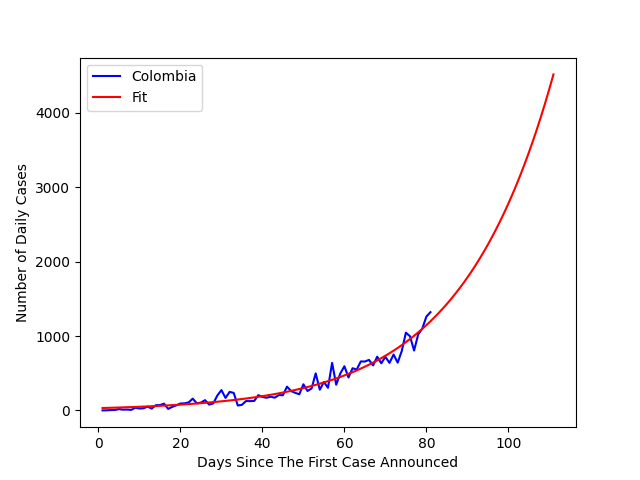 Colombia
Fit
4000
3000
2000
1000
0
Number of Daily Cases
0 20 40 60 80 100
Days Since The First Case Announced